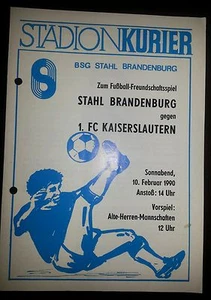 STADIONKURIER
BSG STAHL BRANDENBURG
Zum Fußball-Freundschaftsspiel
STAHL BRANDENBURG
gegen
1. FC KAISERSLAUTERN
Sonnabend,
10. Februar 1990
Anstoß: 14 Uhr
Vorspiel:
Alte-Herren-Mannschaften
12 Uhr